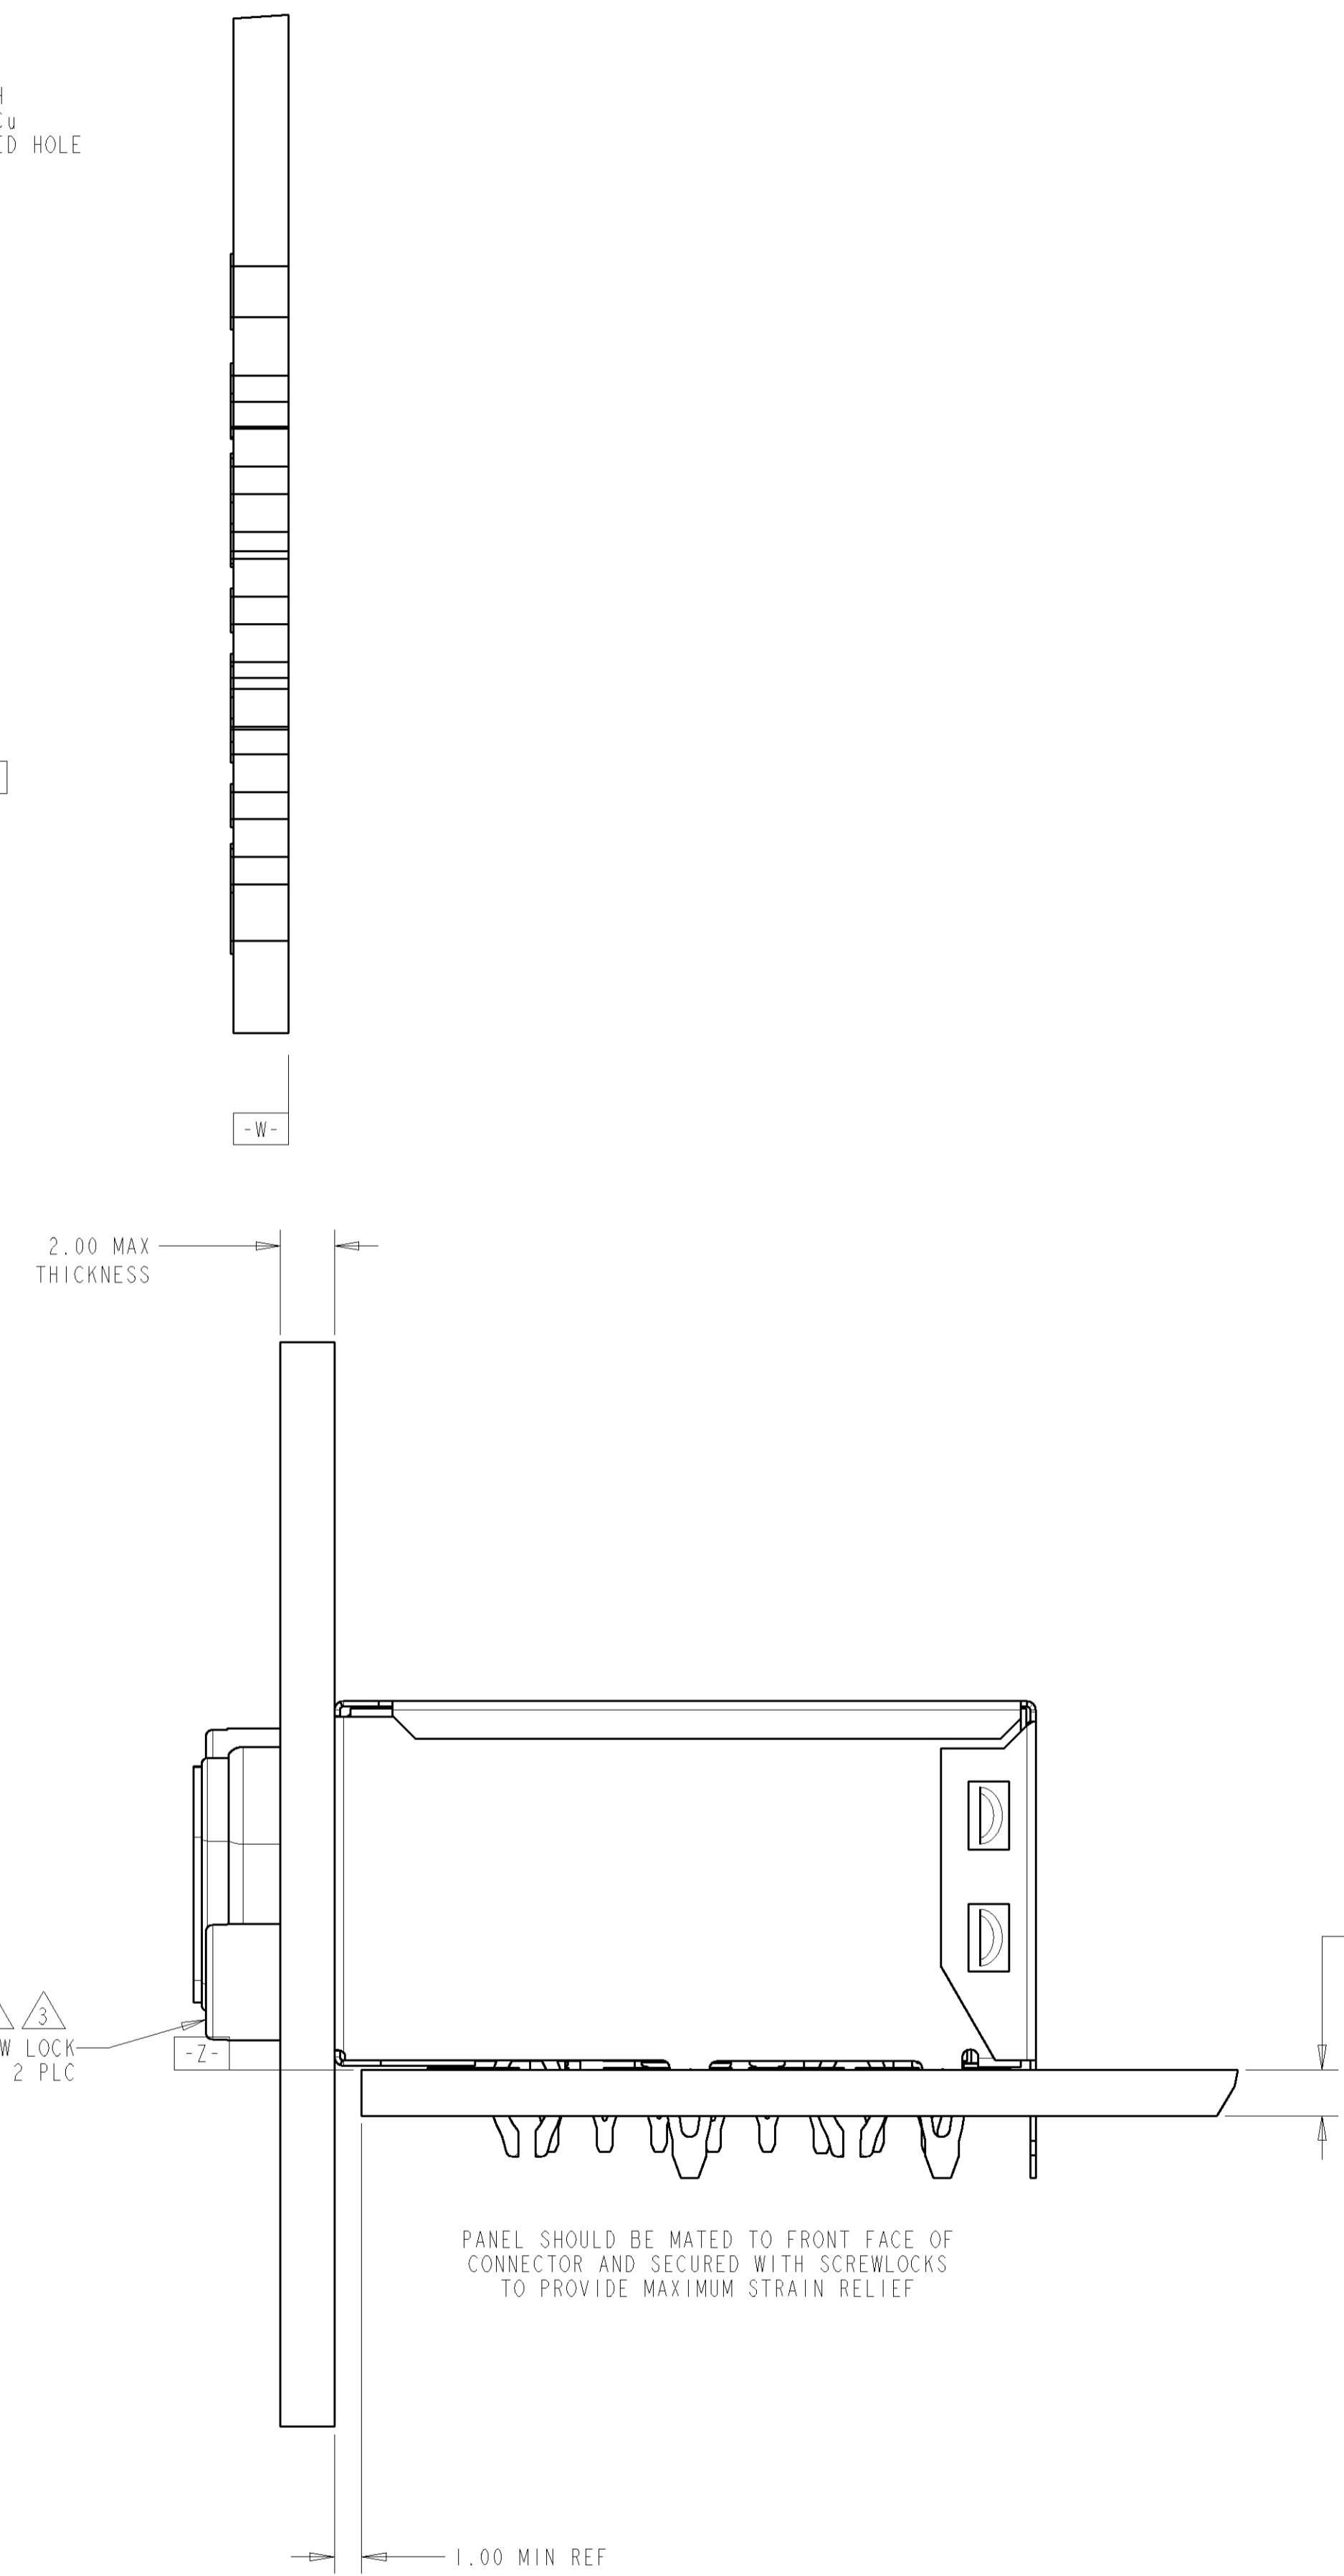 HOLE
-W-
2.00 MAX
THICKNESS
3
LOCK
2 PLC
-Z-
PANEL SHOULD BE MATED TO FRONT FACE OF
CONNECTOR AND SECURED WITH SCREWLOCKS
TO PROVIDE MAXIMUM STRAIN RELIEF
1.00 MIN REF